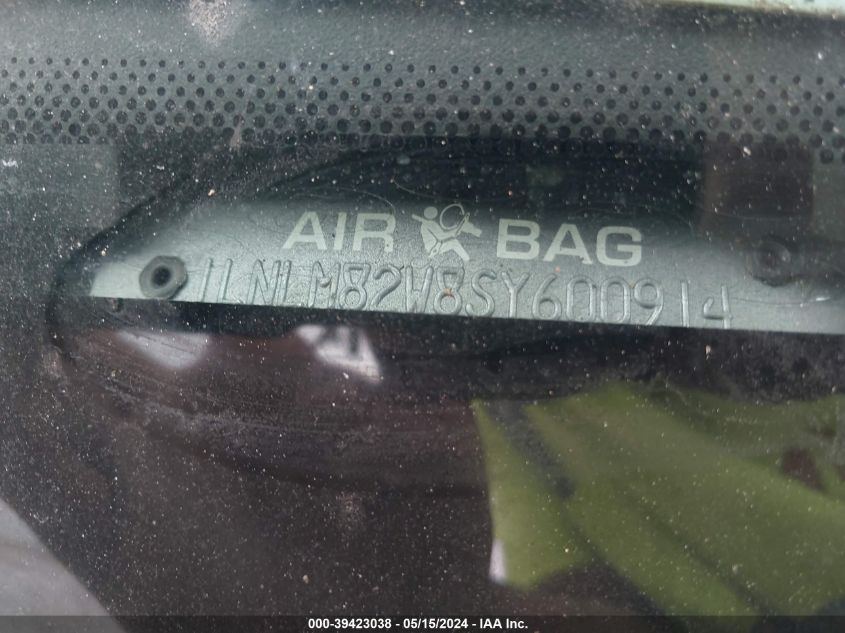 AIR BAG
1LNLM82W8SY600914
000-39423038 - 05/15/2024 - IAA Inc.